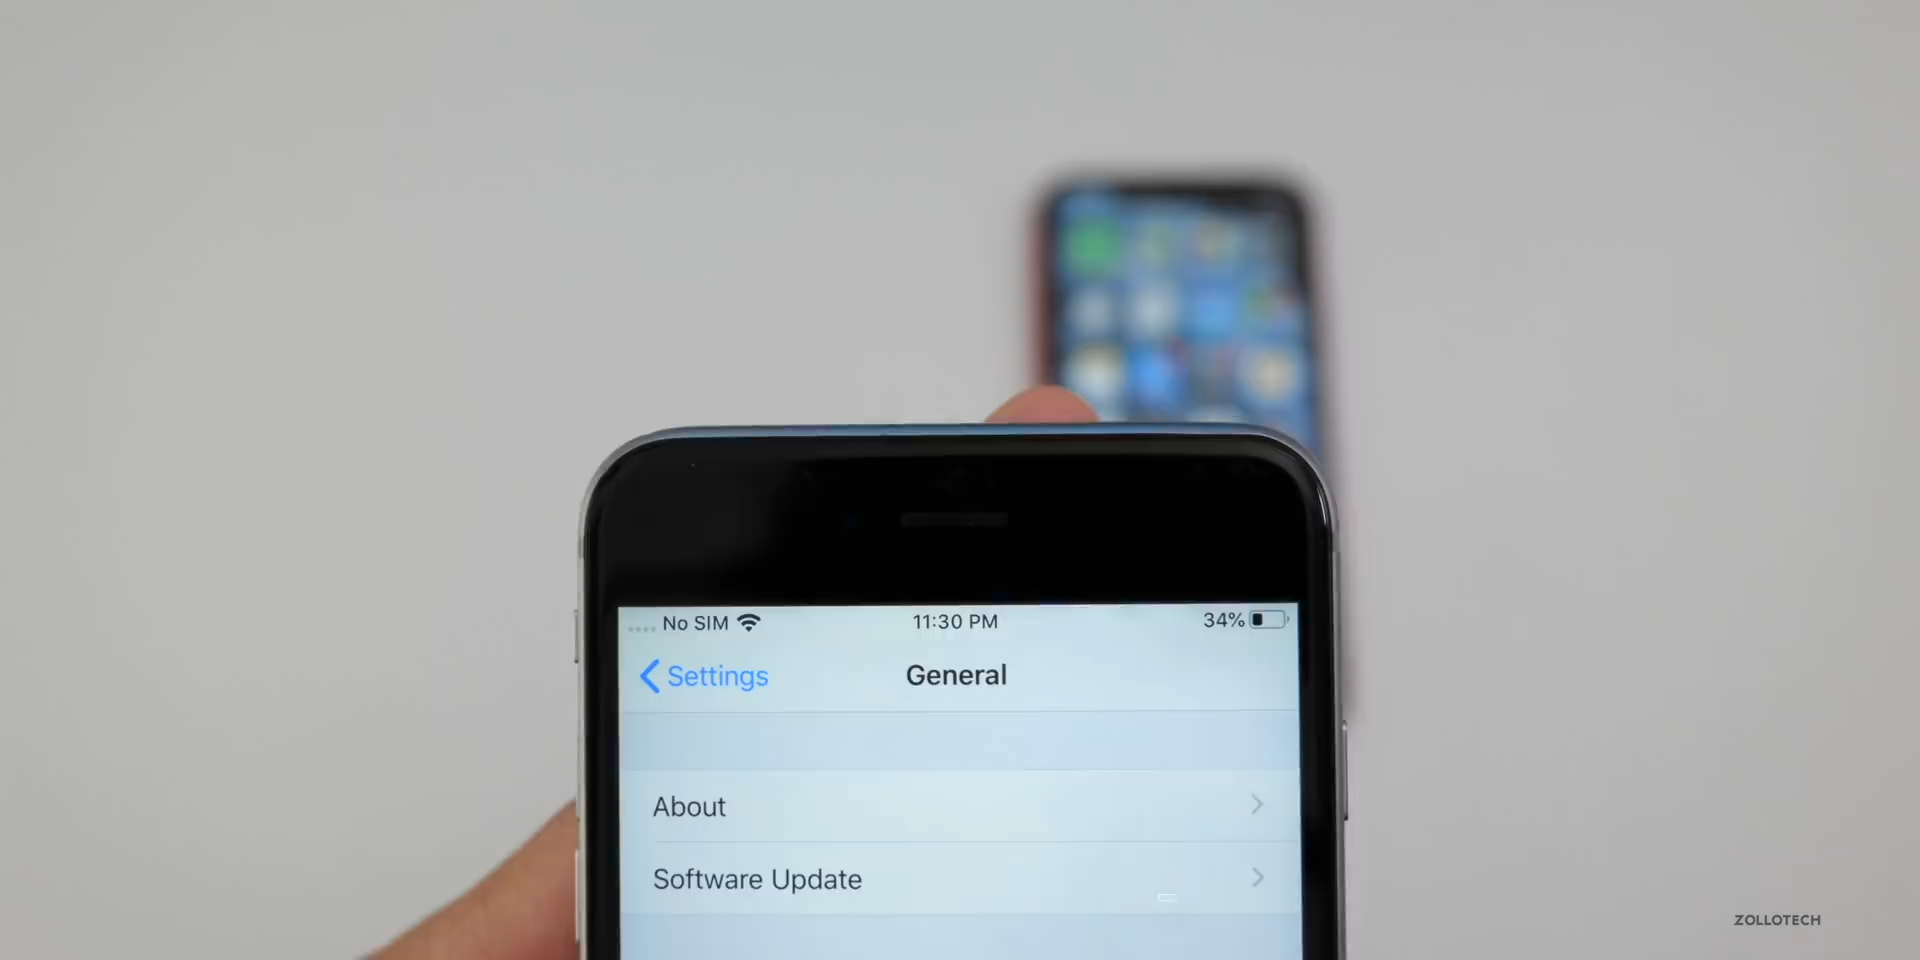 No SIM 11:30 PM 34%
Settings General
About
Software Update
ZOLLOTECH